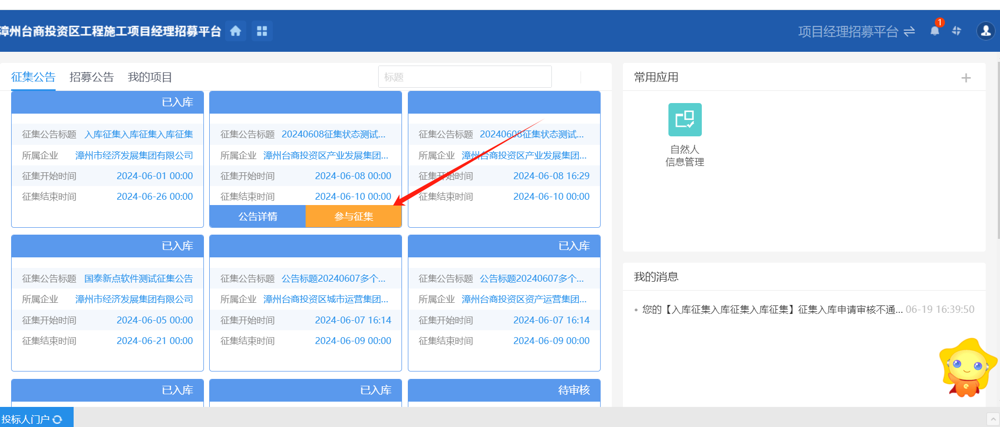 漳州台商投资区工程施工项目经理招募平台
项目经理招募平台
1
征集公告 招募公告 我的项目
标题
已入库
征集公告标题 入库征集入库征集入库征集
所属企业 漳州市经济发展集团有限公司
征集开始时间 2024-06-01 00:00
征集结束时间 2024-06-26 00:00
征集公告标题 20240608征集状态测试...
所属企业 漳州台商投资区产业发展集团...
征集开始时间 2024-06-08 00:00
征集结束时间 2024-06-10 00:00
公告详情 参与征集
征集公告标题 20240608征集状态测试...
所属企业 漳州台商投资区产业发展集团...
征集开始时间 2024-06-08 16:29
征集结束时间 2024-06-10 00:00
已入库
征集公告标题 国泰新点软件测试征集公告
所属企业 漳州市经济发展集团有限公司
征集开始时间 2024-06-05 00:00
征集结束时间 2024-06-21 00:00
征集公告标题 公告标题20240607多个...
所属企业 漳州台商投资区城市运营集团...
征集开始时间 2024-06-07 16:14
征集结束时间 2024-06-09 00:00
已入库
征集公告标题 公告标题20240607多个...
所属企业 漳州台商投资区资产运营集团...
征集开始时间 2024-06-07 16:14
征集结束时间 2024-06-09 00:00
已入库
已入库
待审核
常用应用
自然人
信息管理
我的消息
您的【入库征集入库征集入库征集】征集入库申请审核不通... 06-19 16:39:50
投标人门户